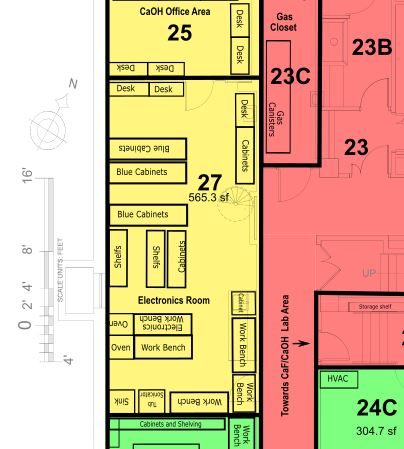 CaOH Office Area
25
Desk
Desk
Desk
Desk
Gas
Closet
23C
Gas
Canisters
23B
23
N
Desk
Desk
Desk
Cabinets
Blue Cabinets
Blue Cabinets
27
565.3 sf
Blue Cabinets
Shelfs
Shelfs
Cabinets
Electronics Room
Cabinet
Oven
Electronics
Work Bench
Oven
Work Bench
Work Bench
Sink
Tub
Work Bench
Work
Bench
16'
8'
4'
2'
0
4'
SCALE UNITS: FEET
UP
Towards CaF/CaOH Lab Area
Storage shelf
HVAC
24C
304.7 sf
Cabinets and Shelving
Work
Bench